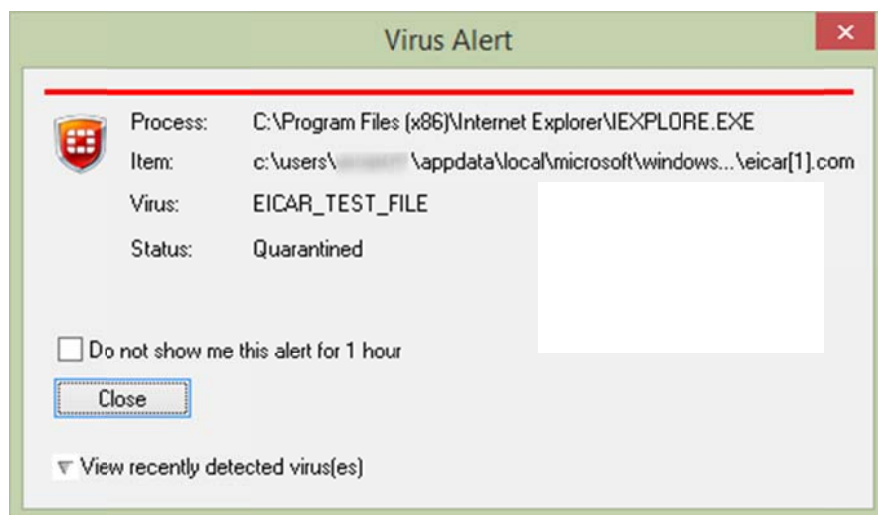 Virus Alert
Process: C:\Program Files (x86)\Internet Explorer\IEXPLORE.EXE
Item: c:\users\ \appdata\local\microsoft\windows...\eicar[1].com
Virus: EICAR_TEST_FILE
Status: Quarantined
Do not show me this alert for 1 hour
Close
View recently detected virus(es)